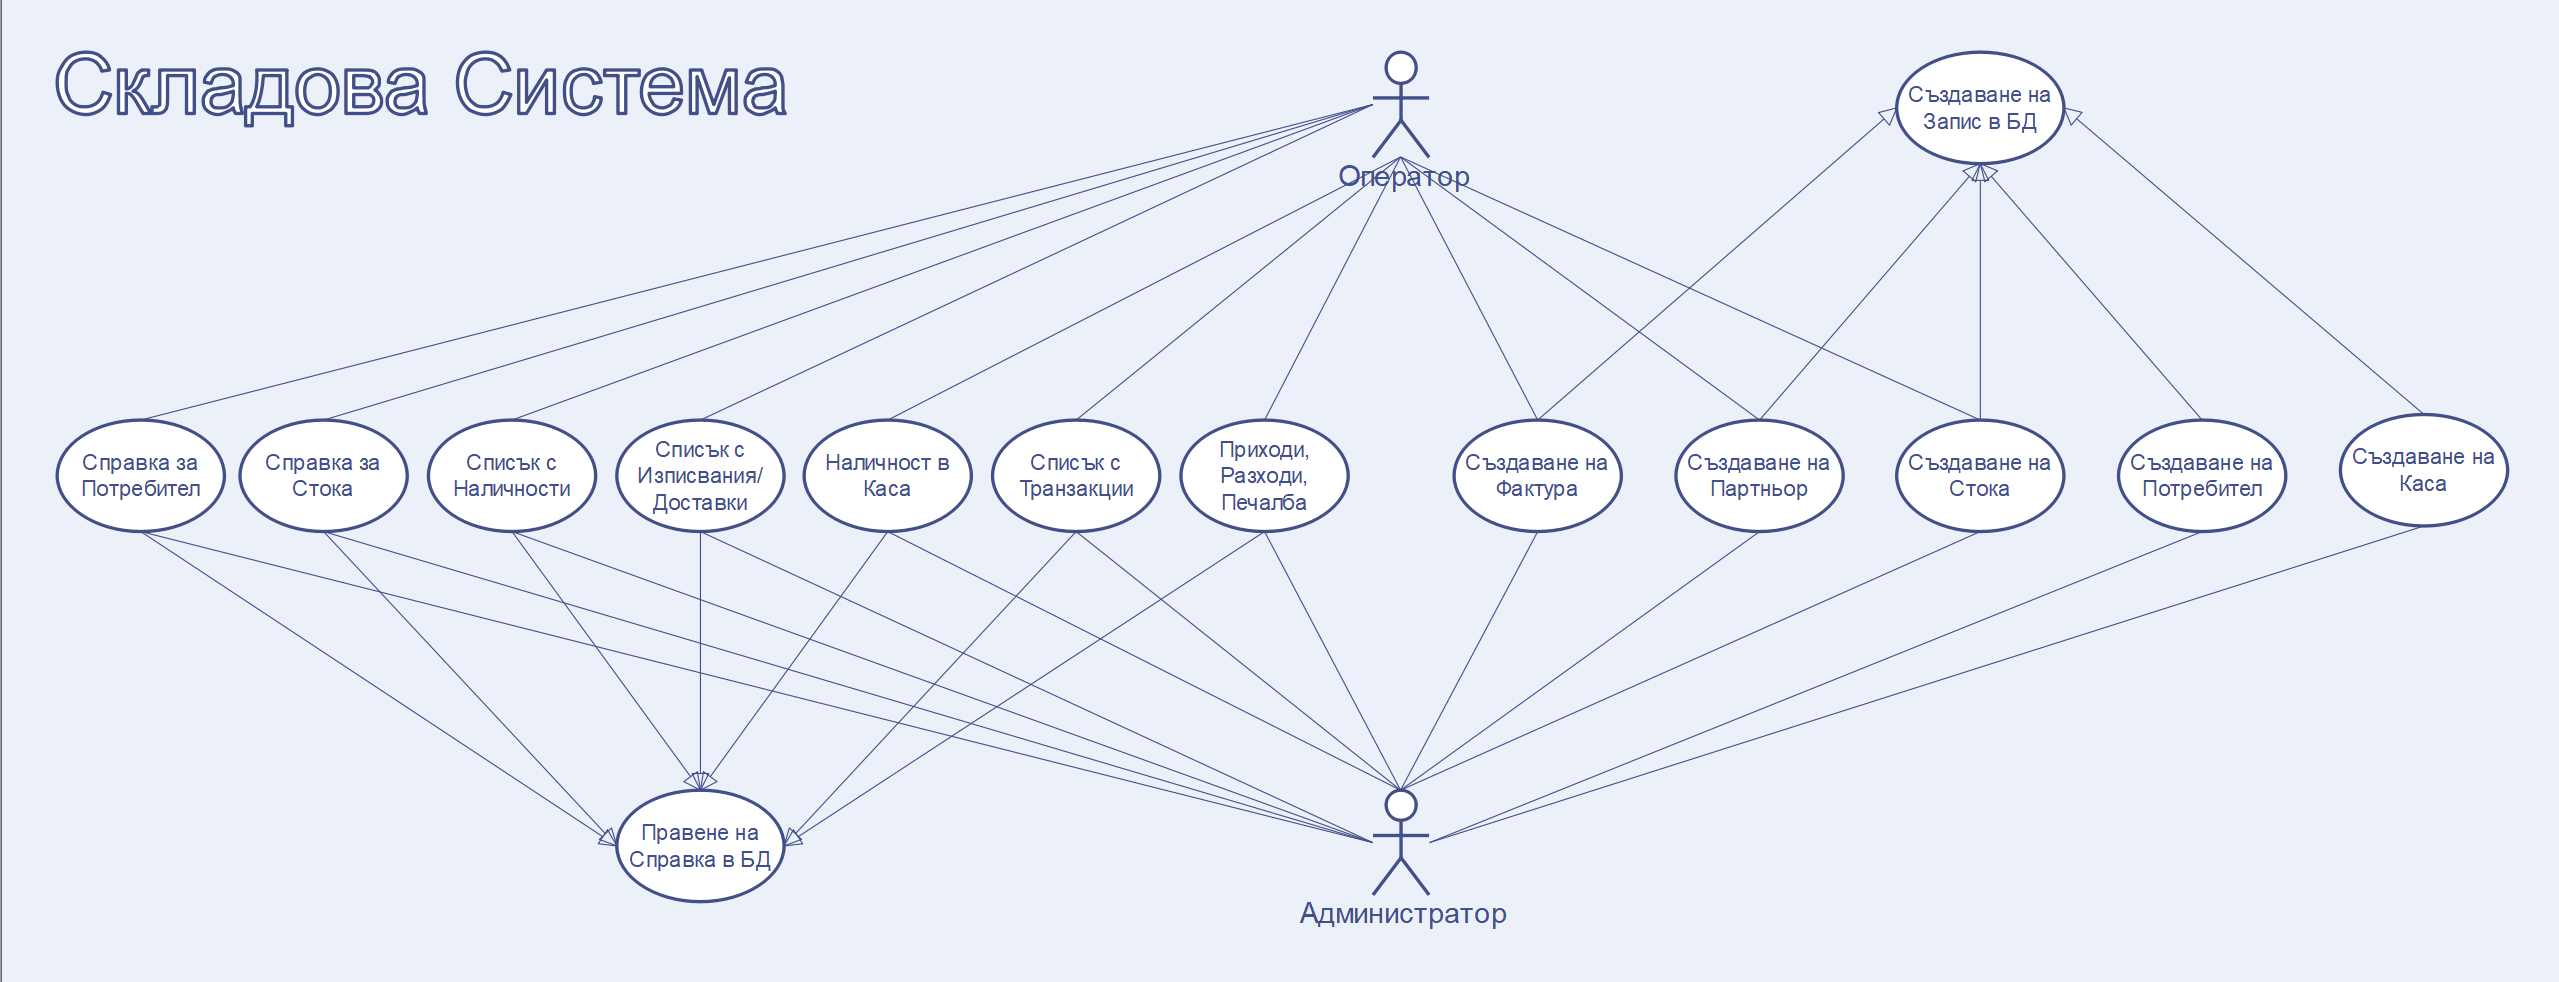 Складова Система
Оператор
Създаване на
Запис в БД
Справка за
Потребител
Справка за
Стока
Списък с
Наличности
Списък с
Изписвания/
Доставки
Наличност в
Каса
Списък с
Транзакции
Приходи,
Разходи,
Печалба
Създаване на
Фактура
Създаване на
Партньор
Създаване на
Стока
Създаване на
Потребител
Създаване на
Каса
Правене на
Справка в БД
Администратор